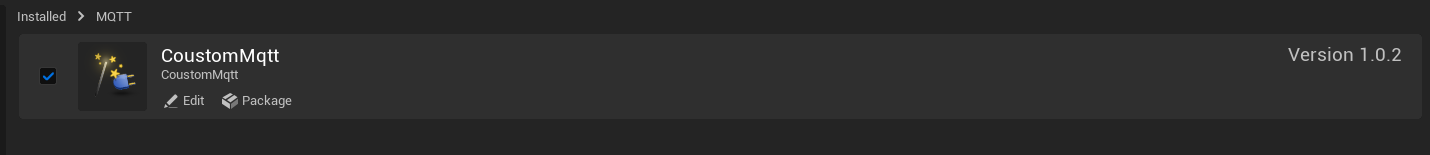 Installed > MQTT
CoustomMqtt
Version 1.0.2
CoustomMqtt
Edit
Package